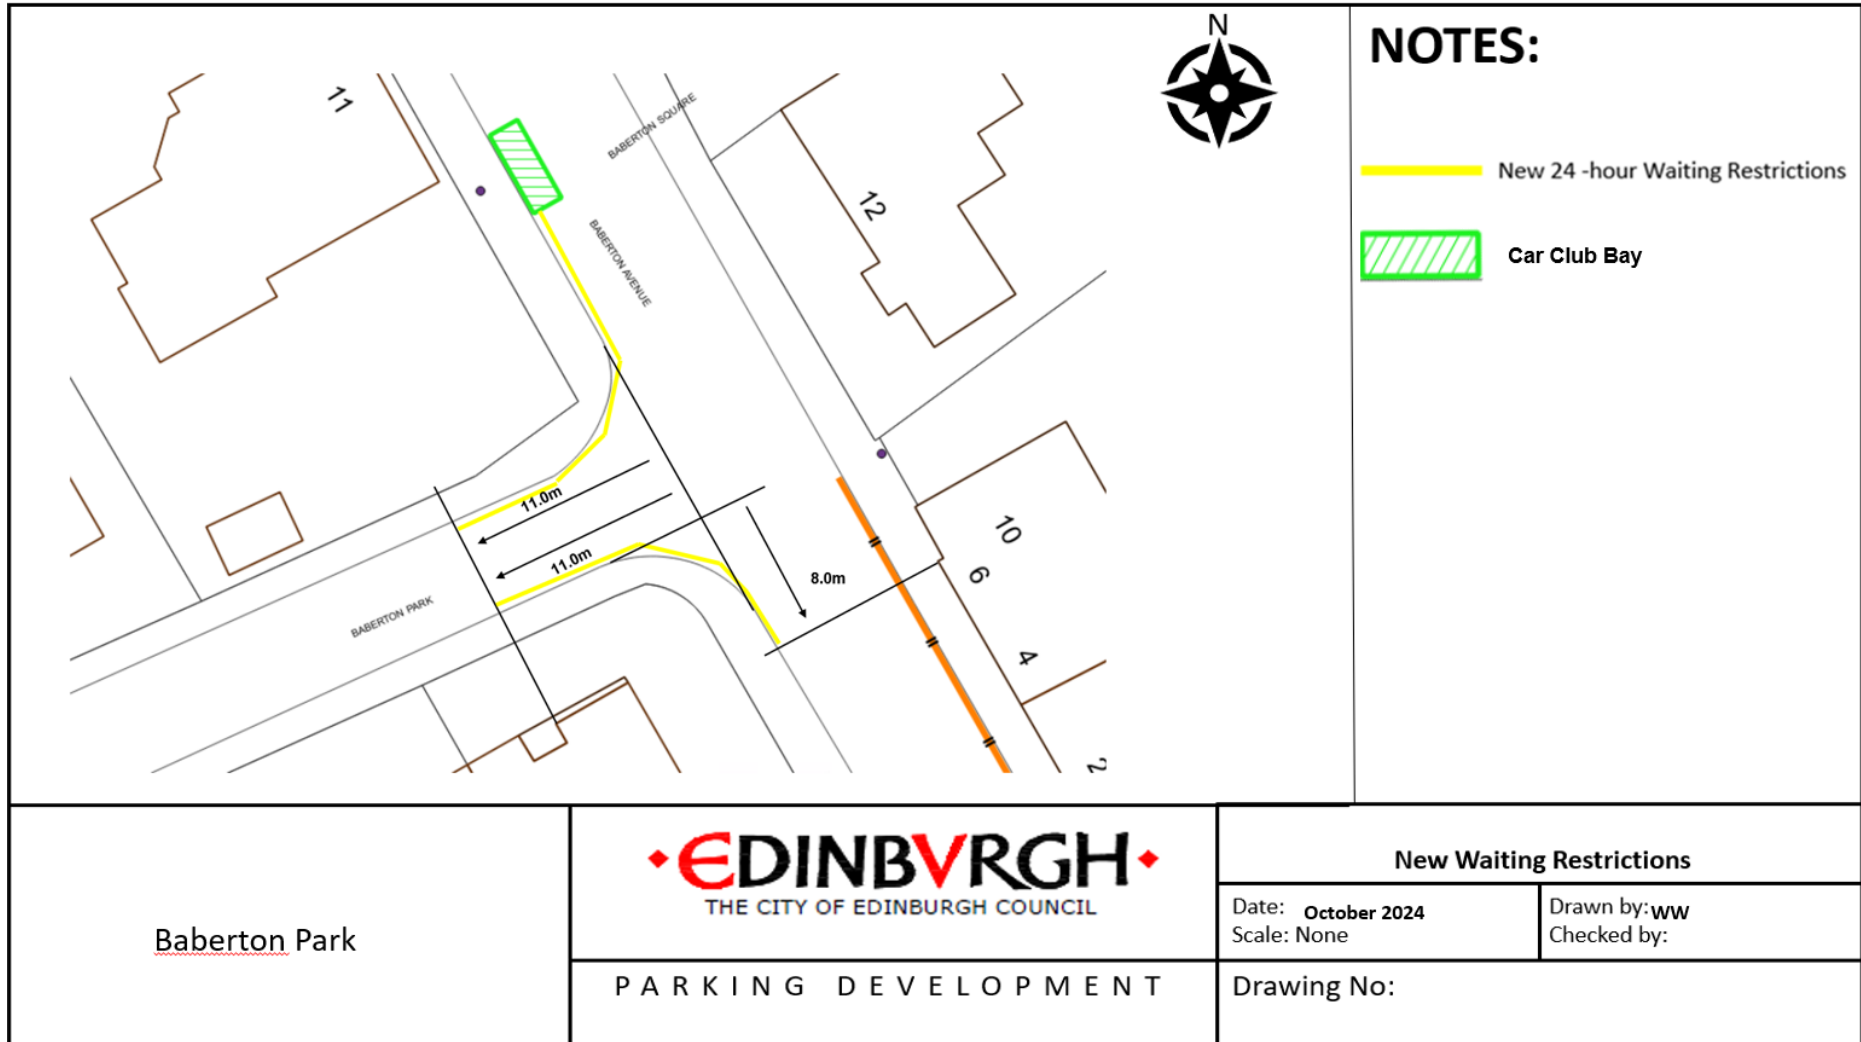 N
NOTES:
11
BABERTON SQUARE
New 24 -hour Waiting Restrictions
12
BABERTON AVENUE
Car Club Bay
11.0m
10
11.0m
8.0m
6
BABERTON PARK
4
2
Baberton Park
EDINBVRGH
THE CITY OF EDINBURGH COUNCIL
PARKING DEVELOPMENT
New Waiting Restrictions
Date: October 2024
Scale: None
Drawn by: WW
Checked by:
Drawing No: